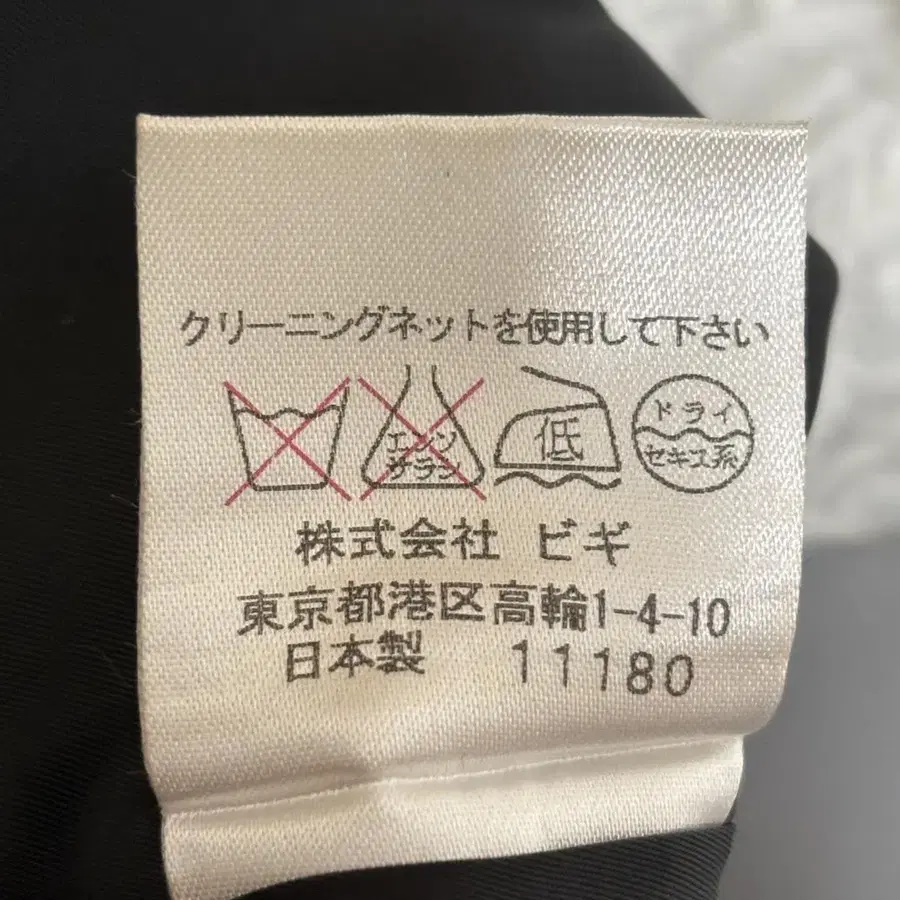 クリーニングネットを使用して下さい
エンソ
サラシ
低
ドライ
セキユ系
株式会社 ビギ
東京都港区高輪1-4-10
日本製 11180